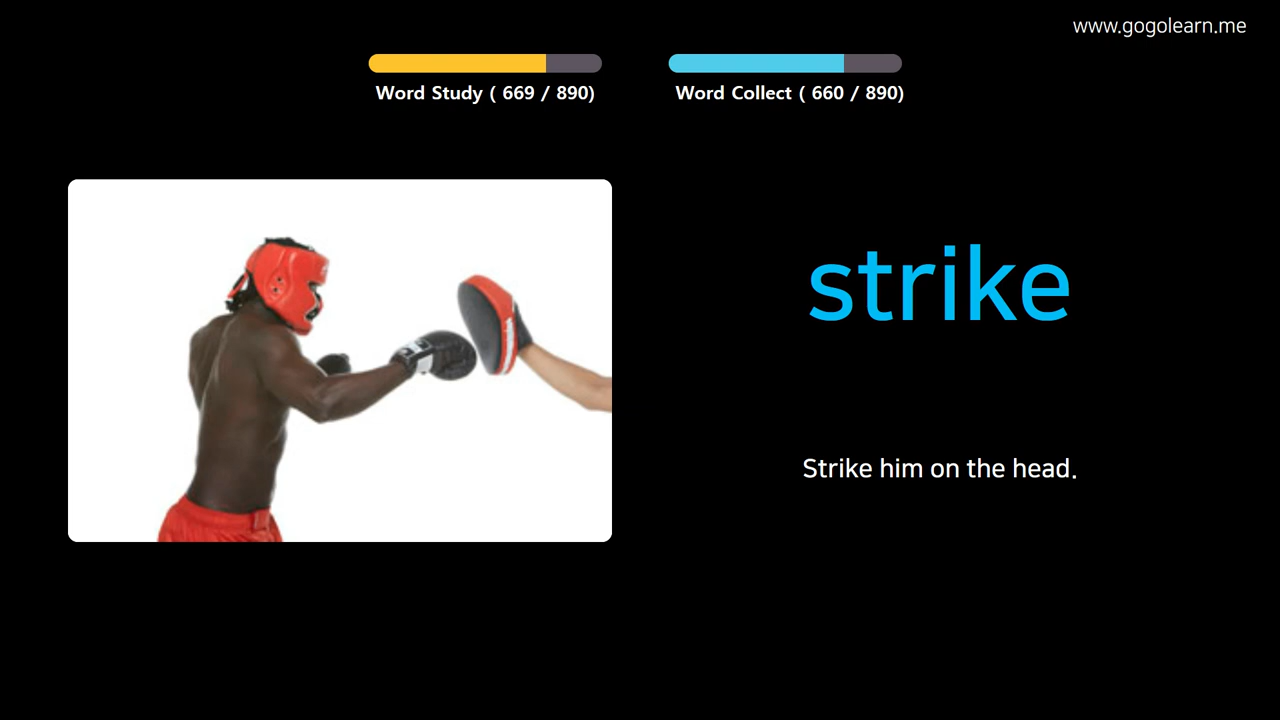 www.gogolearn.me
Word Study ( 669 / 890)
Word Collect ( 660 / 890)
strike
Strike him on the head.